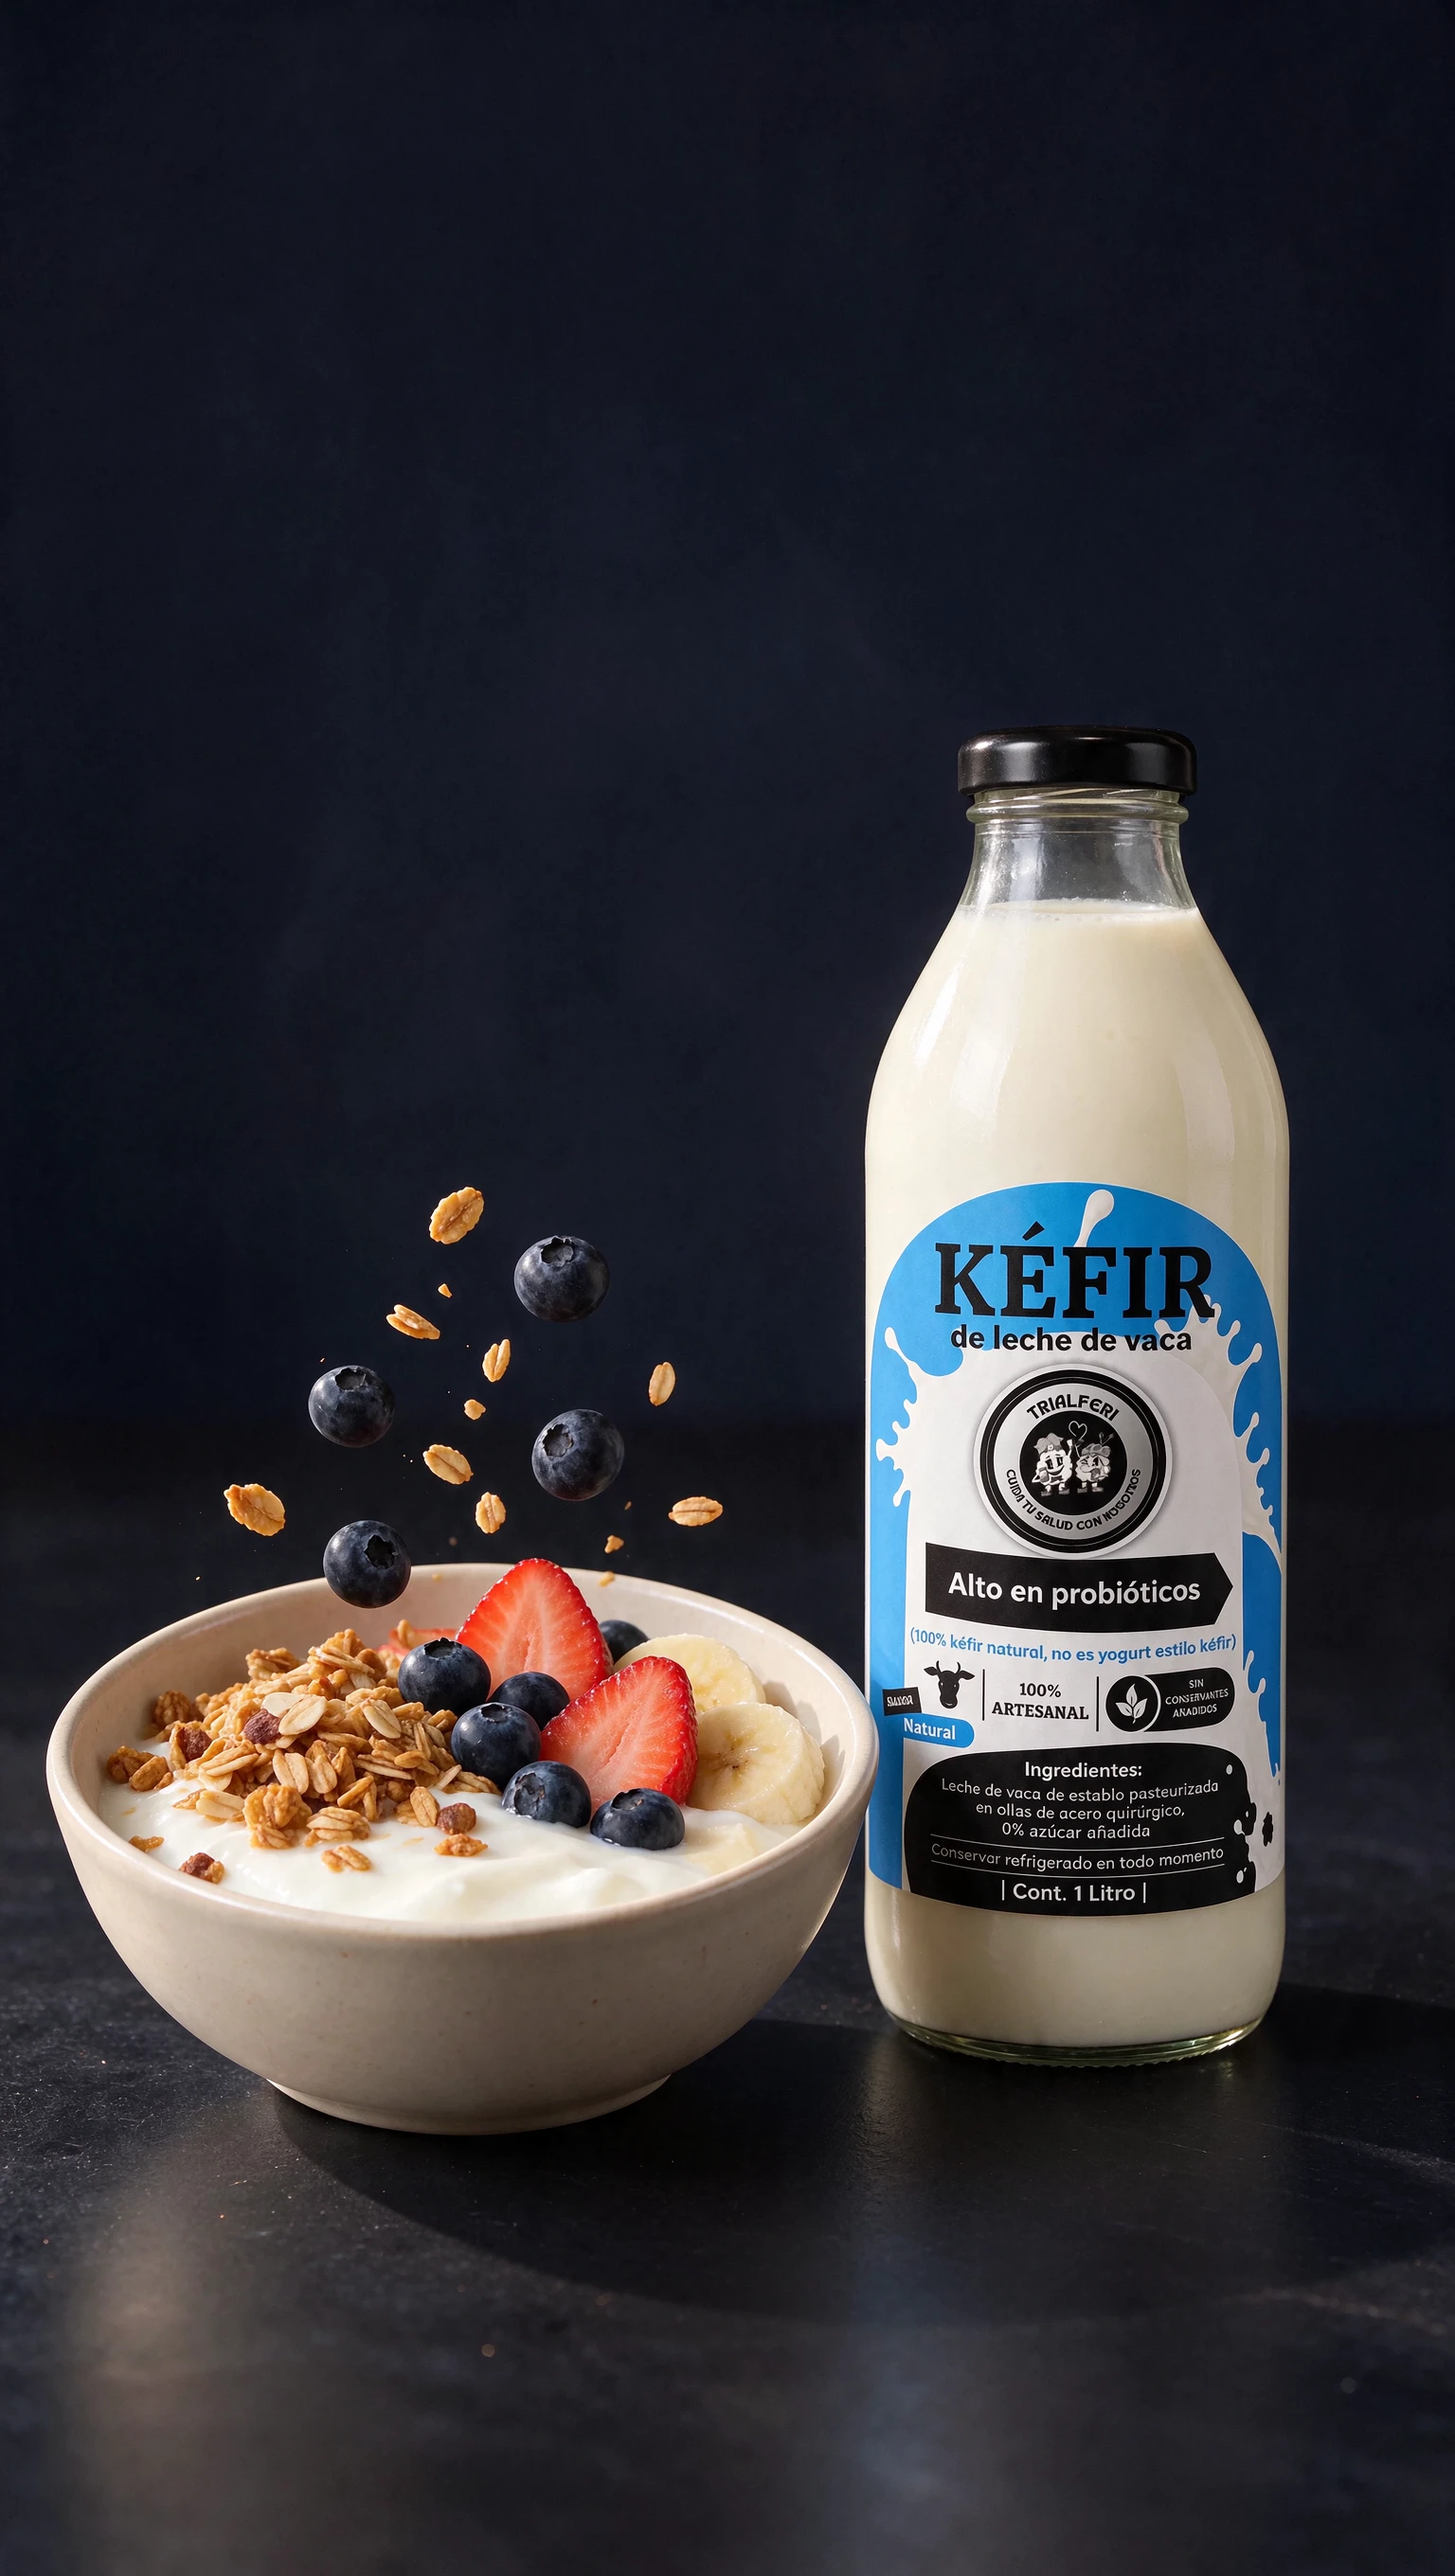 KÉFIR
de leche de vaca
TRIALFERI
CUIDA TU SALUD CON NOSOTROS
Alto en probióticos
(100% kéfir natural, no es yogurt estilo kéfir)
SABOR
Natural
100%
ARTESANAL
SIN
CONSERVANTES
AÑADIDOS
Ingredientes:
Leche de vaca de establo pasteurizada
en ollas de acero quirúrgico,
0% azúcar añadida
Conservar refrigerado en todo momento
| Cont. 1 Litro |